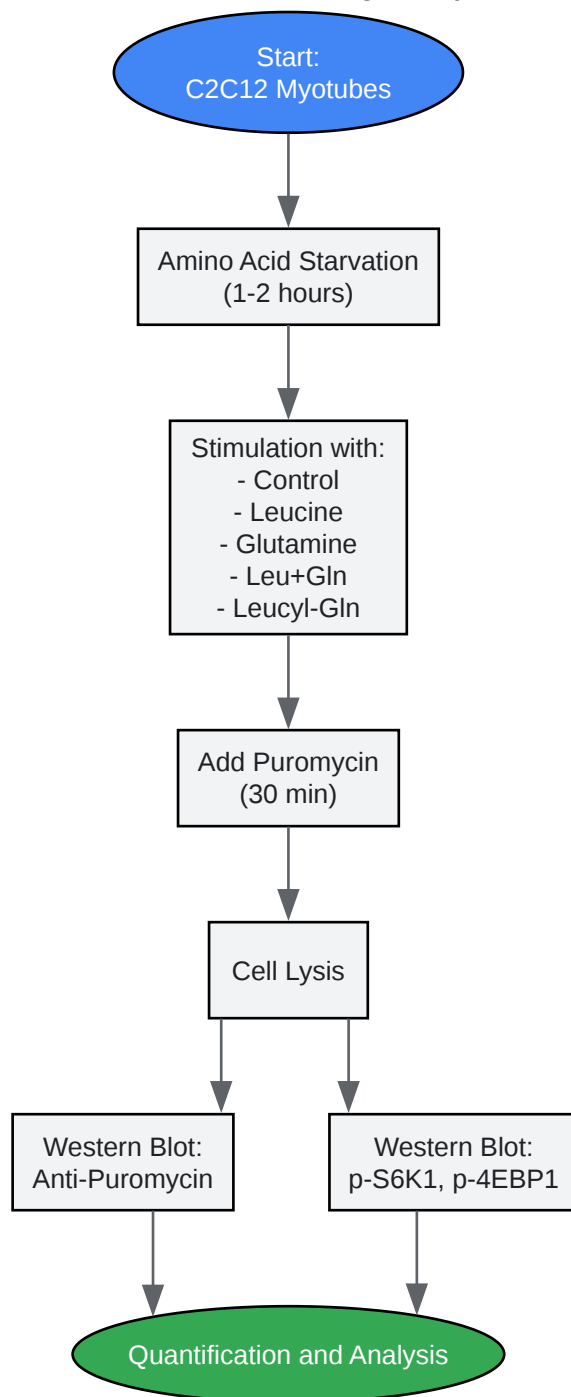 Start:
C2C12 Myotubes
Amino Acid Starvation
(1-2 hours)
Stimulation with:
- Control
- Leucine
- Glutamine
- Leu+Gln
- Leucyl-Gln
Add Puromycin
(30 min)
Cell Lysis
Western Blot:
Anti-Puromycin
Western Blot:
p-S6K1, p-4EBP1
Quantification and Analysis